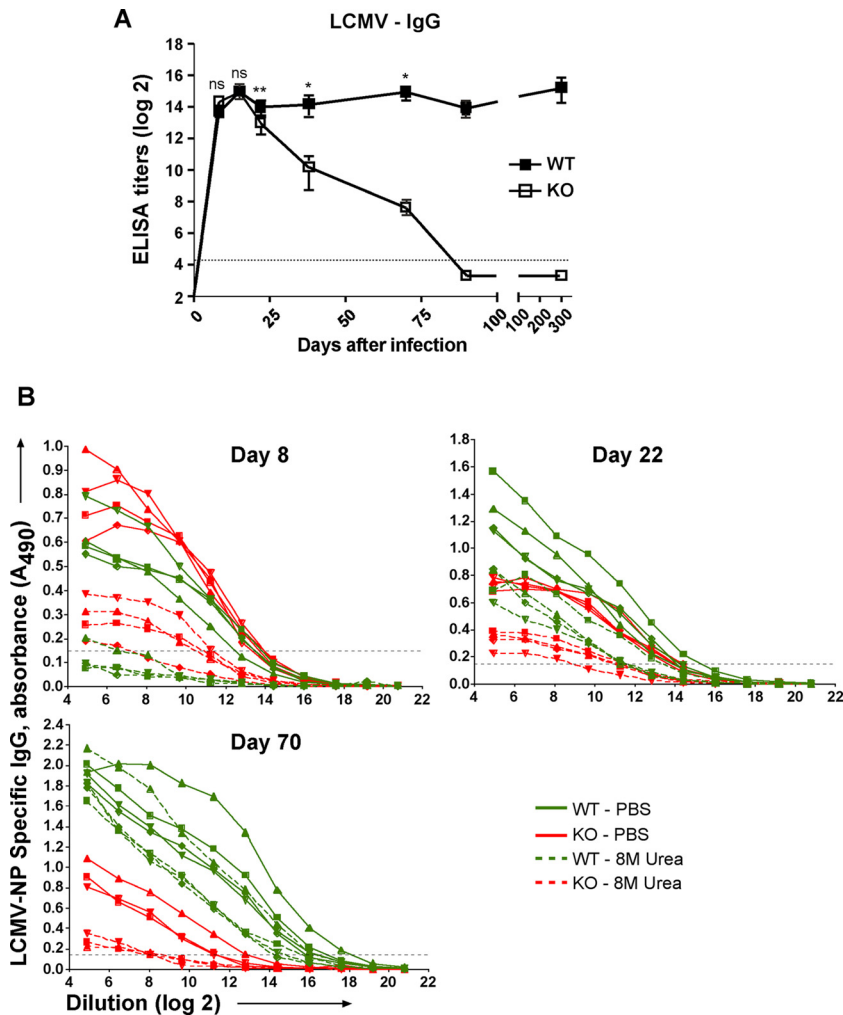 A
LCMV - IgG
ELISA titers (log 2)
18
16
14
12
10
8
6
4
2
ns
ns
**
*
*
WT
KO
0
25
50
75
100
100
200
300
Days after infection
B
LCMV-NP Specific IgG, absorbance (A490)
Day 8
1.0
0.9
0.8
0.7
0.6
0.5
0.4
0.3
0.2
0.1
0.0
4 6 8 10 12 14 16 18 20 22
Day 22
1.8
1.6
1.4
1.2
1.0
0.8
0.6
0.4
0.2
0.0
4 6 8 10 12 14 16 18 20 22
Day 70
2.4
2.2
2.0
1.8
1.6
1.4
1.2
1.0
0.8
0.6
0.4
0.2
0.0
4 6 8 10 12 14 16 18 20 22
Dilution (log 2)
WT - PBS
KO - PBS
WT - 8M Urea
KO - 8M Urea